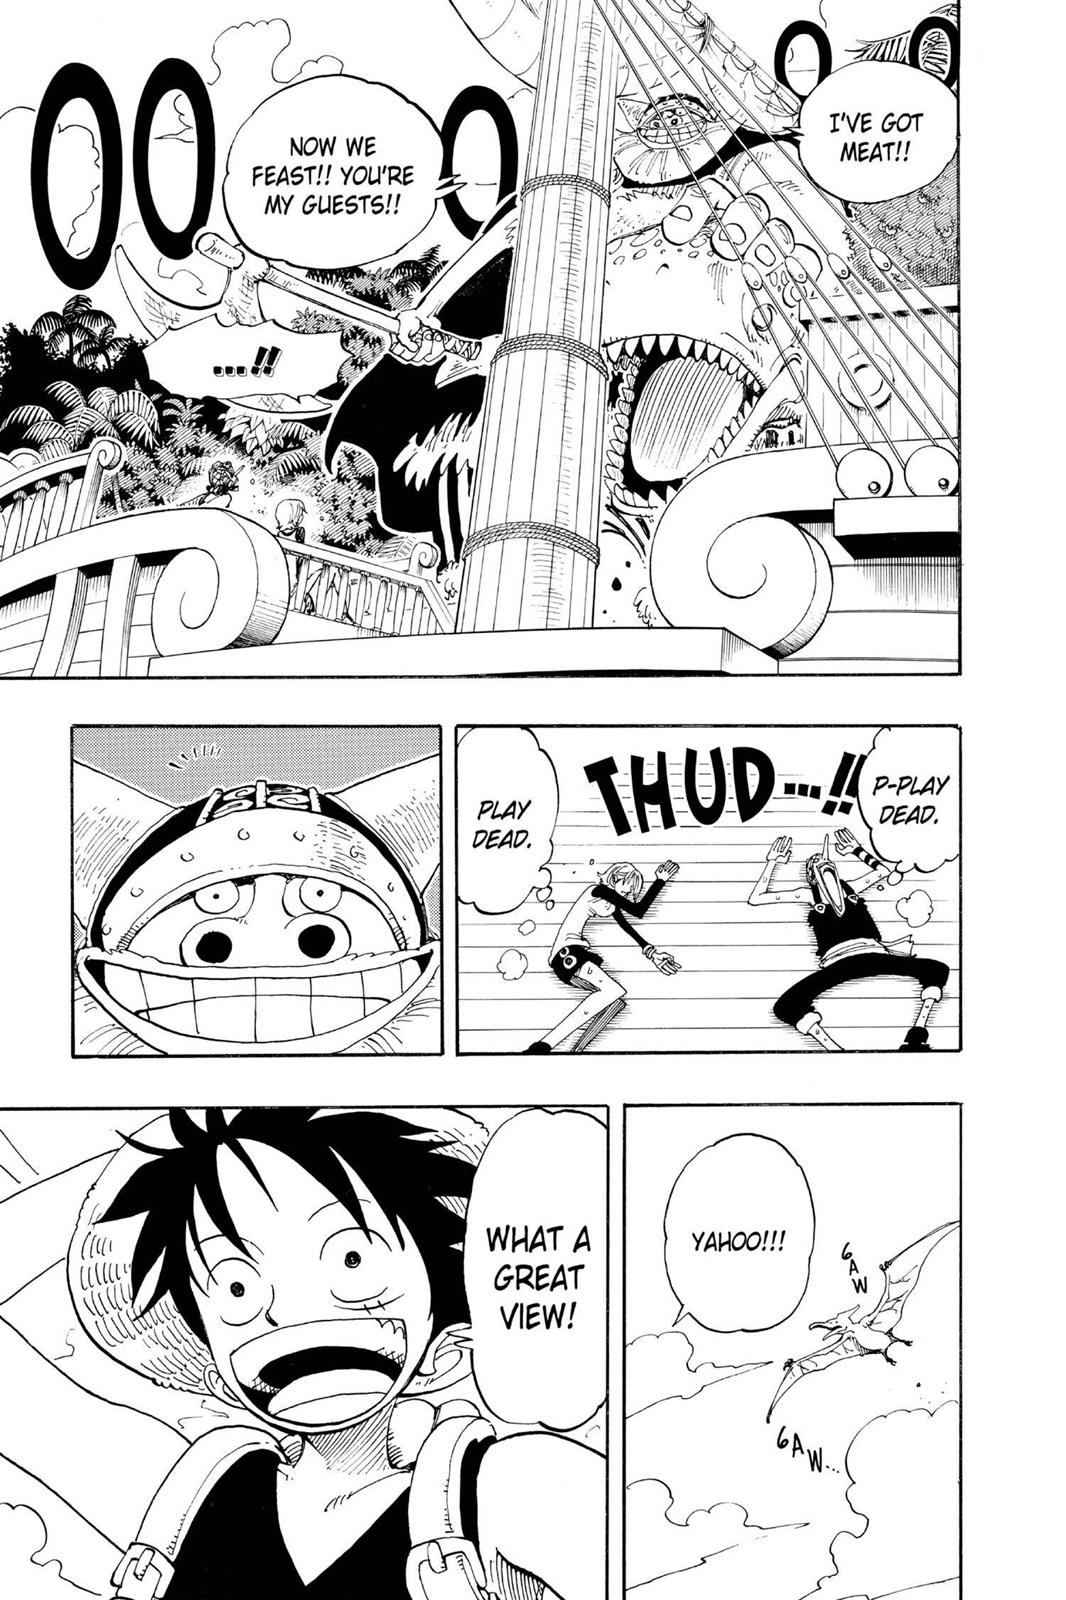 I'VE GOT
MEAT!!
NOW WE
FEAST!! YOU'RE
MY GUESTS!!
OOOOO
...!!
P-PLAY
DEAD.
THUD...!!
PLAY
DEAD.
YAHOO!!!
GAW
GAW...
WHAT A
GREAT
VIEW!